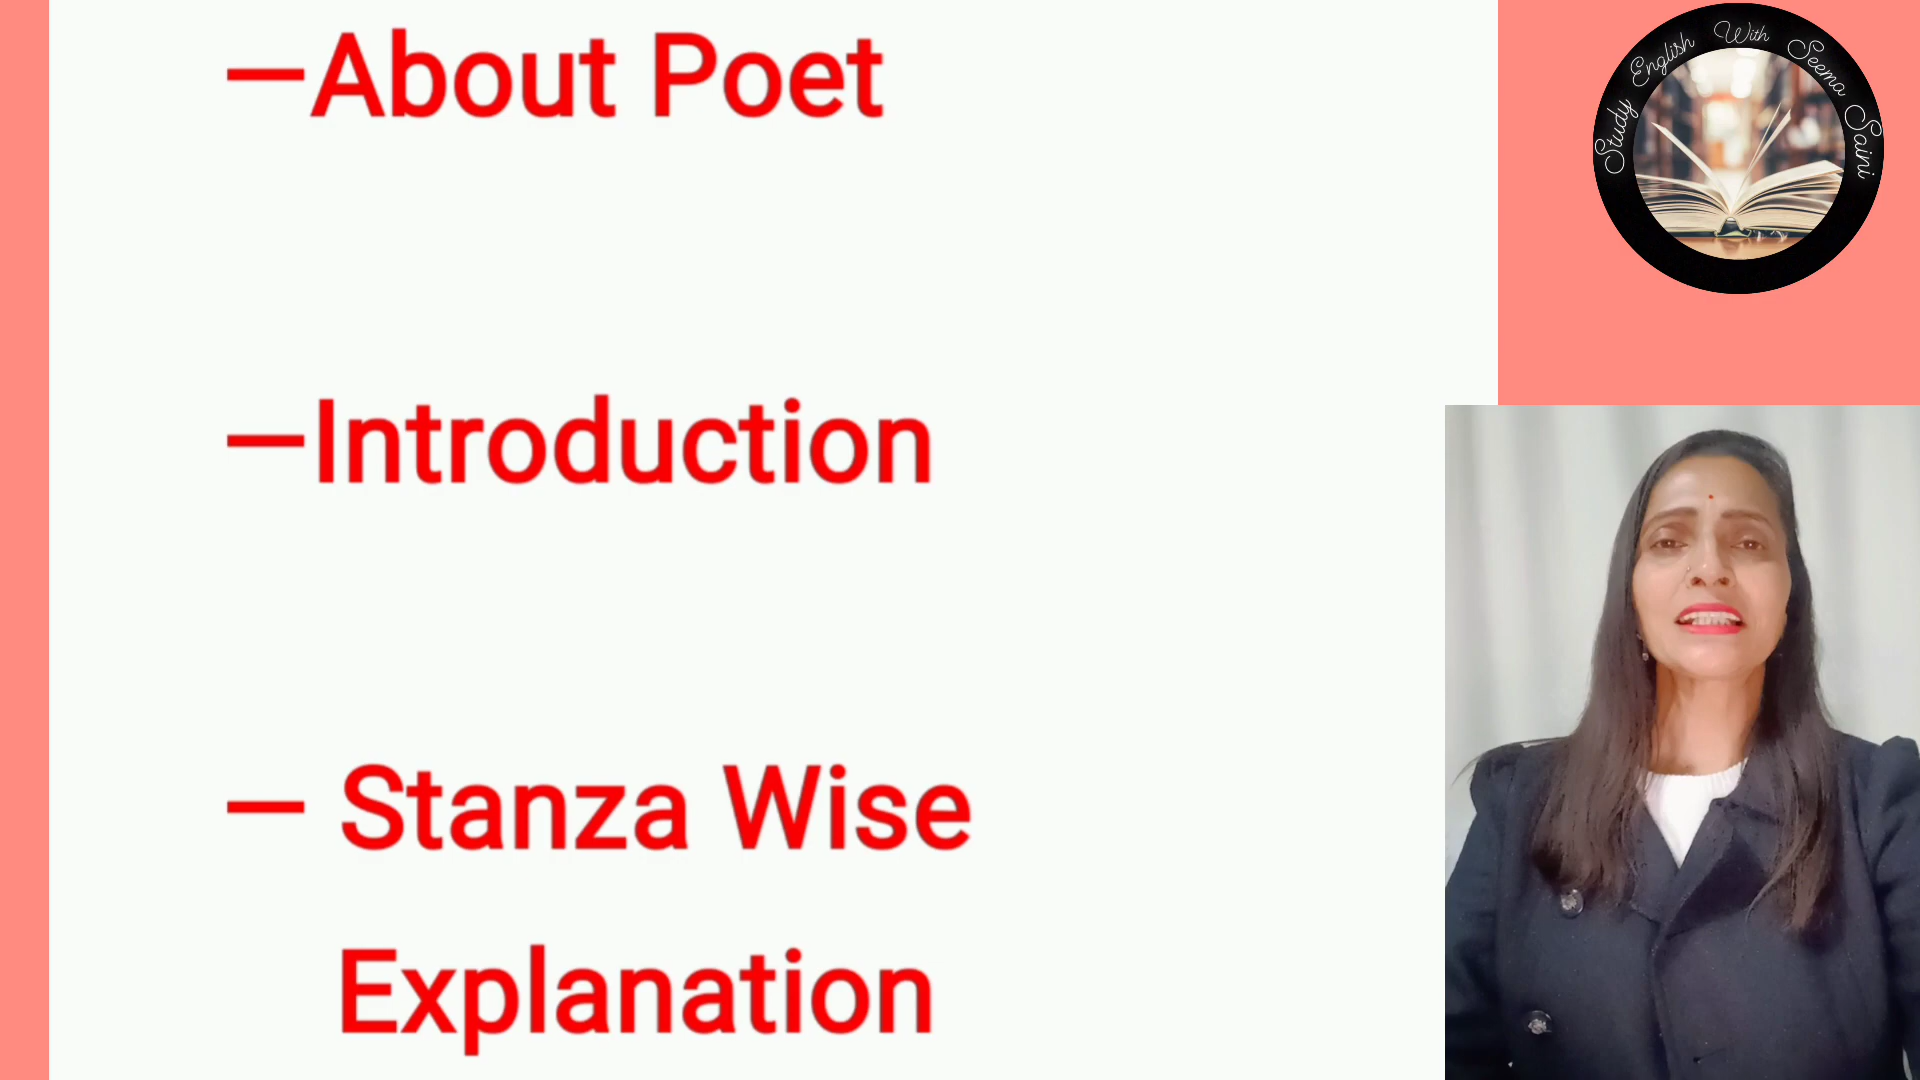 —About Poet
Study English With Seema Saini
—Introduction
— Stanza Wise
Explanation